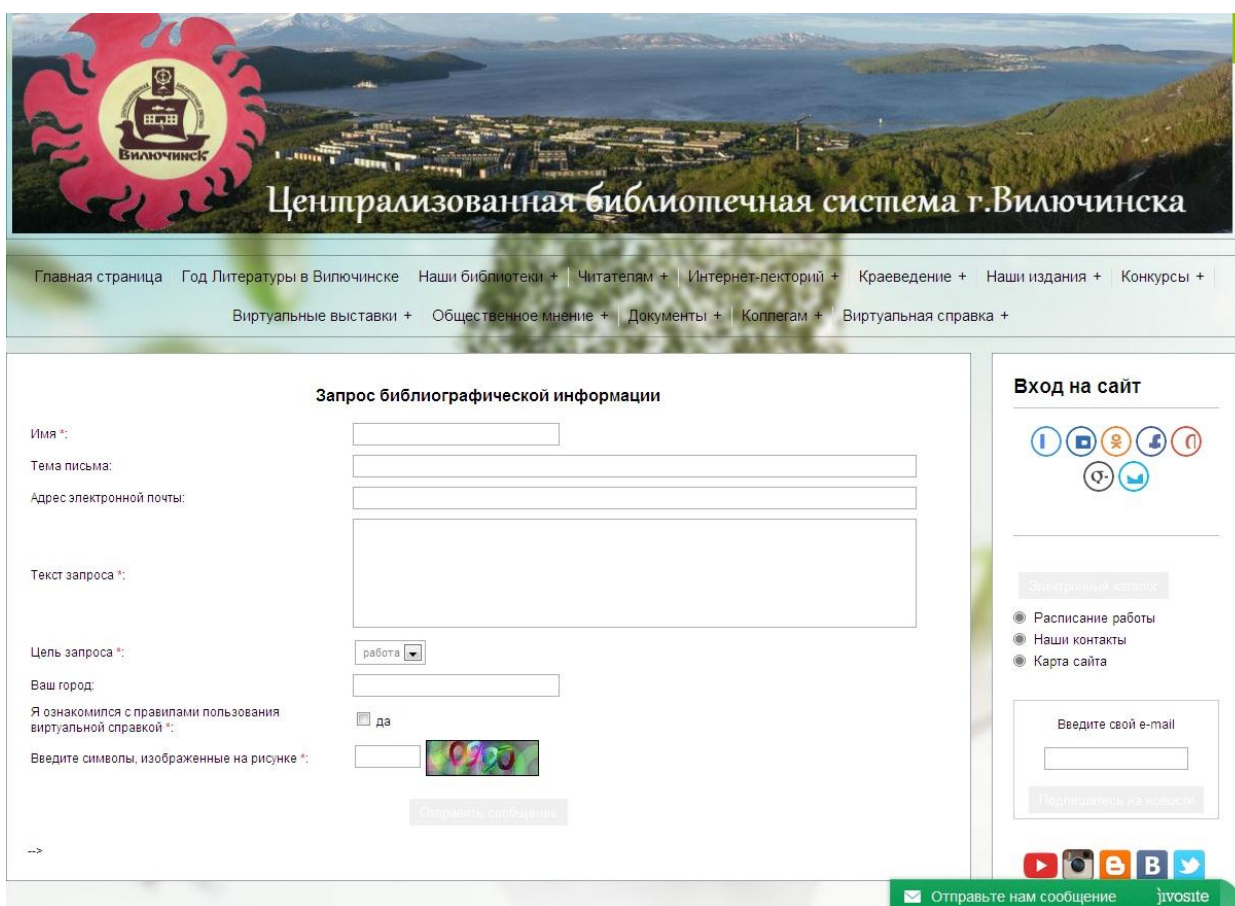 Вилючинск
Централизованная библиотечная система г.Вилючинска
Главная страница Год Литературы в Вилючинске Наши библиотеки + Читателям + Интернет-лекторий + Краеведение + Наши издания + Конкурсы +
Виртуальные выставки + Общественное мнение + Документы + Коллегам + Виртуальная справка +
Запрос библиографической информации
Имя *:
Тема письма:
Адрес электронной почты:
Текст запроса *:
Цель запроса *: работа
Ваш город:
Я ознакомился с правилами пользования
виртуальной справкой *: да
Введите символы, изображенные на рисунке *:
Отправить сообщение
-->
Вход на сайт
Электронный каталог
Расписание работы
Наши контакты
Карта сайта
Введите свой e-mail
Подпишитесь на новости
Отправьте нам сообщение jivosite